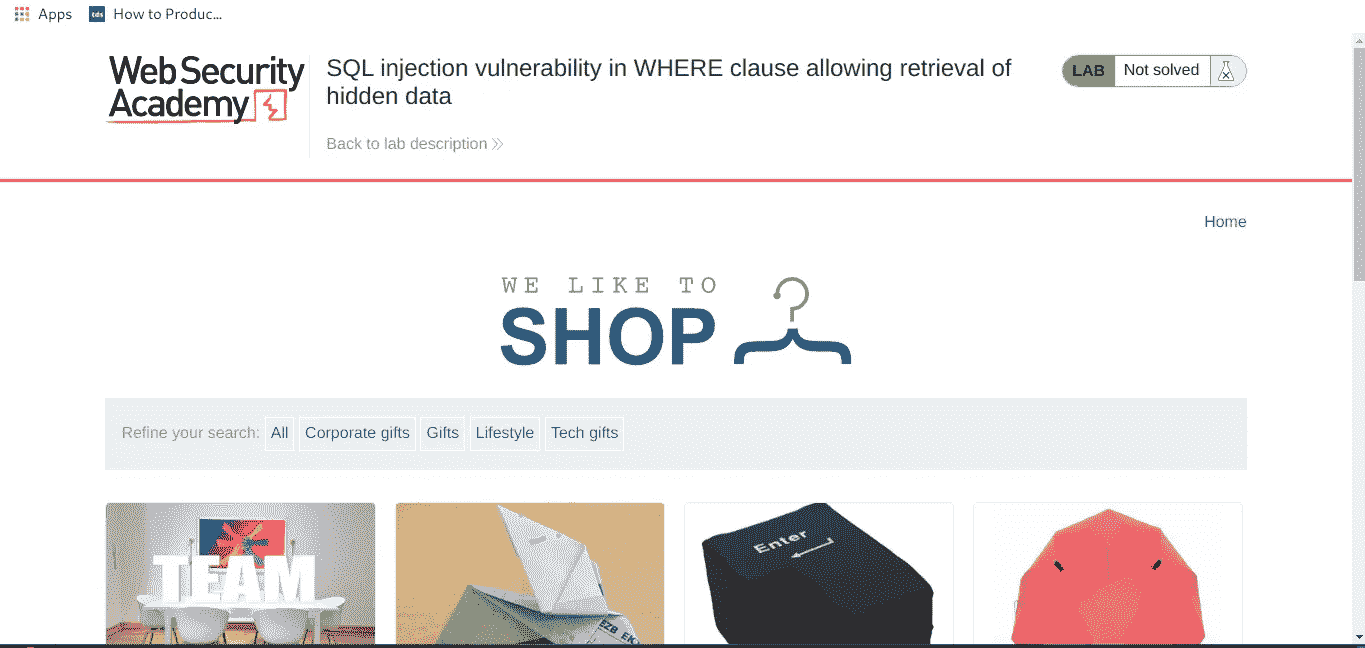 Apps
tds
How to Produc...
Web Security
Academy
SQL injection vulnerability in WHERE clause allowing retrieval of
hidden data
LAB
Not solved
Back to lab description
Home
WE LIKE TO
SHOP
Refine your search:
All
Corporate gifts
Gifts
Lifestyle
Tech gifts
TEAM
Enter
EZB EK